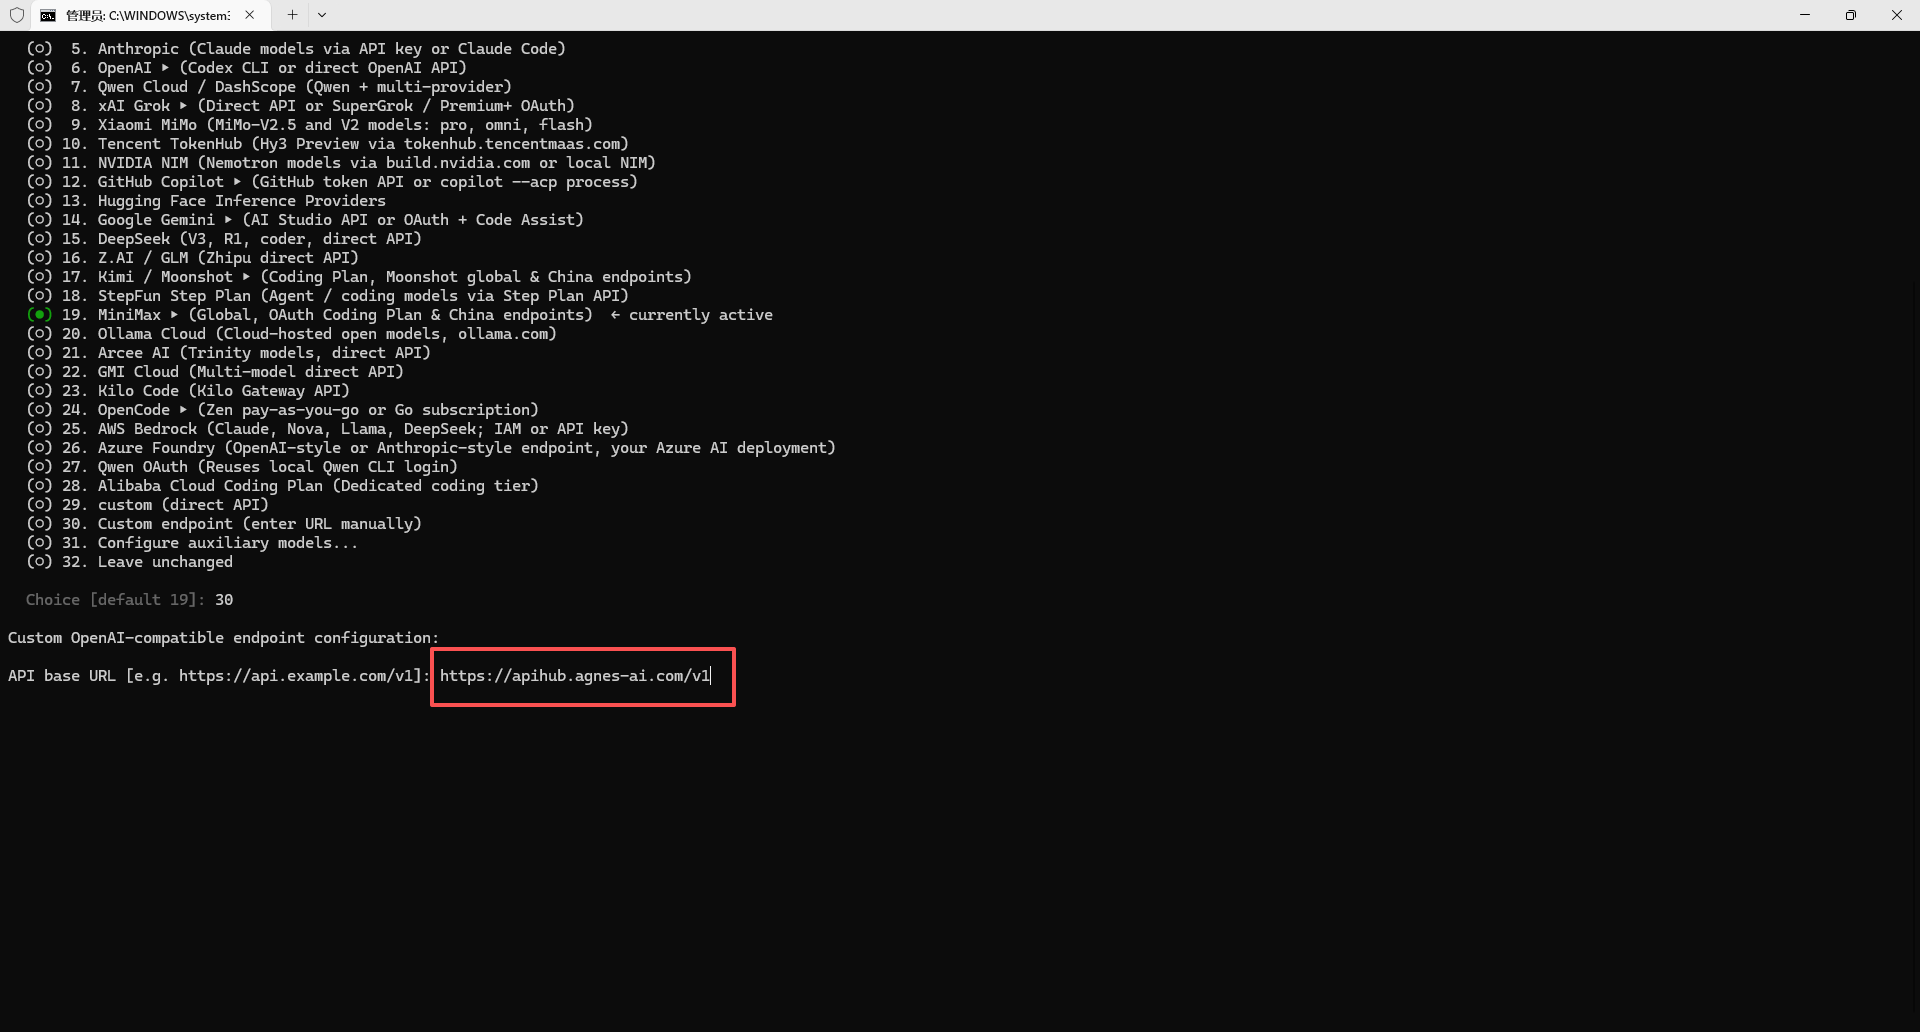 管理员: C:\WINDOWS\system3
(○)  5. Anthropic (Claude models via API key or Claude Code)
(○)  6. OpenAI ▸ (Codex CLI or direct OpenAI API)
(○)  7. Qwen Cloud / DashScope (Qwen + multi-provider)
(○)  8. xAI Grok ▸ (Direct API or SuperGrok / Premium+ OAuth)
(○)  9. Xiaomi MiMo (MiMo-V2.5 and V2 models: pro, omni, flash)
(○) 10. Tencent TokenHub (Hy3 Preview via tokenhub.tencentmaas.com)
(○) 11. NVIDIA NIM (Nemotron models via build.nvidia.com or local NIM)
(○) 12. GitHub Copilot ▸ (GitHub token API or copilot --acp process)
(○) 13. Hugging Face Inference Providers
(○) 14. Google Gemini ▸ (AI Studio API or OAuth + Code Assist)
(○) 15. DeepSeek (V3, R1, coder, direct API)
(○) 16. Z.AI / GLM (Zhipu direct API)
(○) 17. Kimi / Moonshot ▸ (Coding Plan, Moonshot global & China endpoints)
(○) 18. StepFun Step Plan (Agent / coding models via Step Plan API)
(●) 19. MiniMax ▸ (Global, OAuth Coding Plan & China endpoints)  ← currently active
(○) 20. Ollama Cloud (Cloud-hosted open models, ollama.com)
(○) 21. Arcee AI (Trinity models, direct API)
(○) 22. GMI Cloud (Multi-model direct API)
(○) 23. Kilo Code (Kilo Gateway API)
(○) 24. OpenCode ▸ (Zen pay-as-you-go or Go subscription)
(○) 25. AWS Bedrock (Claude, Nova, Llama, DeepSeek; IAM or API key)
(○) 26. Azure Foundry (OpenAI-style or Anthropic-style endpoint, your Azure AI deployment)
(○) 27. Qwen OAuth (Reuses local Qwen CLI login)
(○) 28. Alibaba Cloud Coding Plan (Dedicated coding tier)
(○) 29. custom (direct API)
(○) 30. Custom endpoint (enter URL manually)
(○) 31. Configure auxiliary models...
(○) 32. Leave unchanged
Choice [default 19]: 30
Custom OpenAI-compatible endpoint configuration:
API base URL [e.g. https://api.example.com/v1]: https://apihub.agnes-ai.com/v1